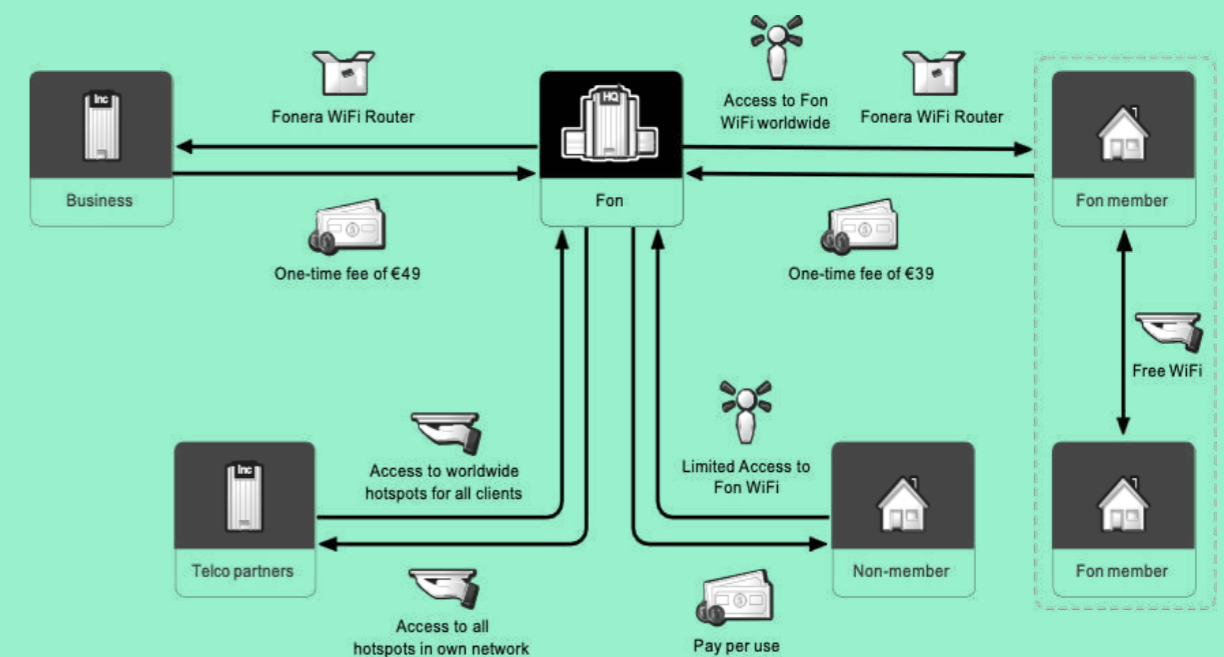 Inc
Fonera WiFi Router
Business
One-time fee of €49
HQ
Fon
Access to Fon
WiFi worldwide
Fonera WiFi Router
One-time fee of €39
Fon member
Free WiFi
Fon member
Inc
Telco partners
Access to worldwide
hotspots for all clients
Access to all
hotspots in own network
Limited Access to
Fon WiFi
Pay per use
Non-member